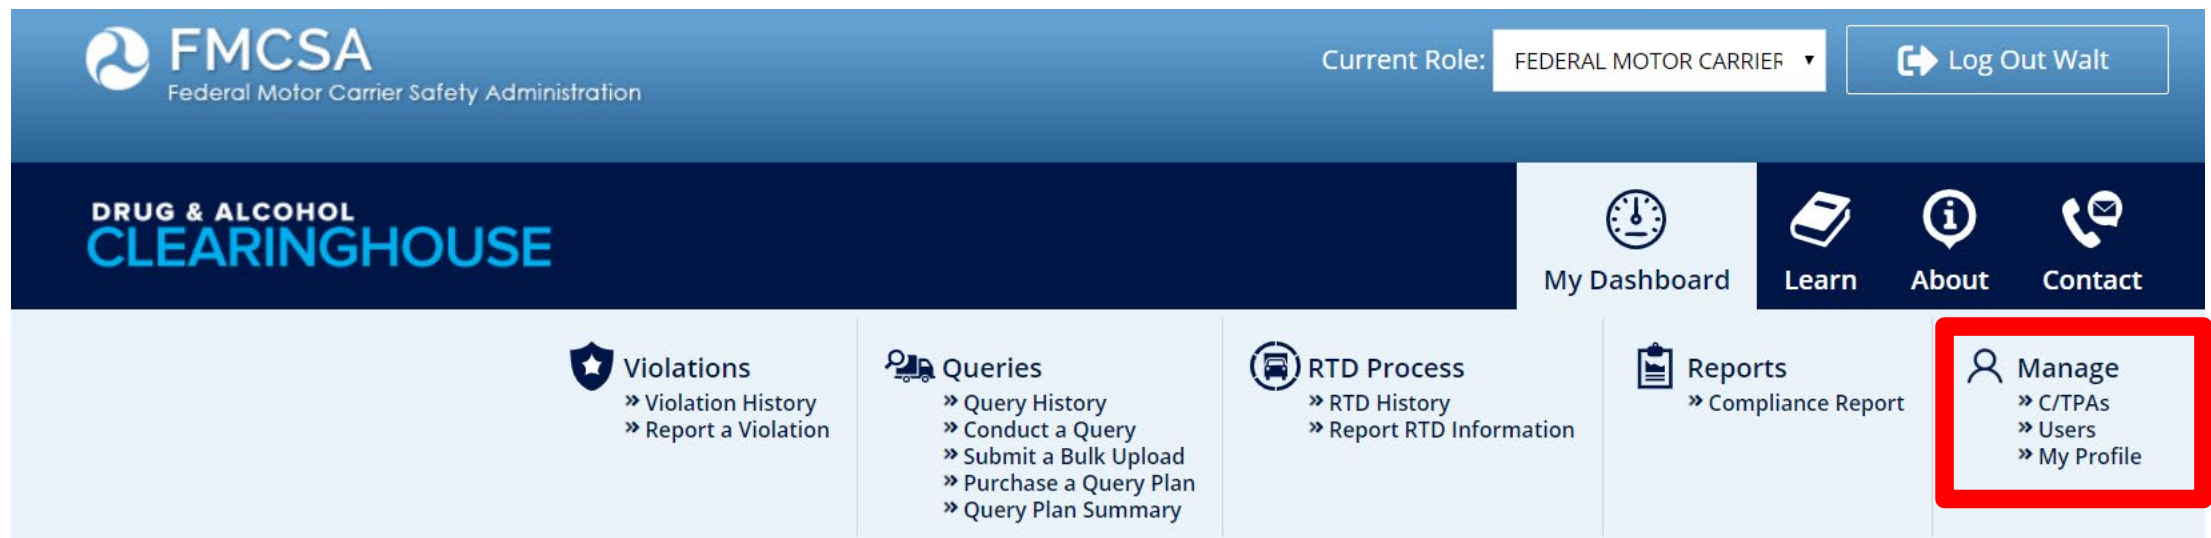 FMCSA
Federal Motor Carrier Safety Administration
Current Role:
FEDERAL MOTOR CARRIER
Log Out Walt
DRUG & ALCOHOL
CLEARINGHOUSE
My Dashboard
Learn
About
Contact
Violations
» Violation History
» Report a Violation
Queries
» Query History
» Conduct a Query
» Submit a Bulk Upload
» Purchase a Query Plan
» Query Plan Summary
RTD Process
» RTD History
» Report RTD Information
Reports
» Compliance Report
Manage
» C/TPAs
» Users
» My Profile